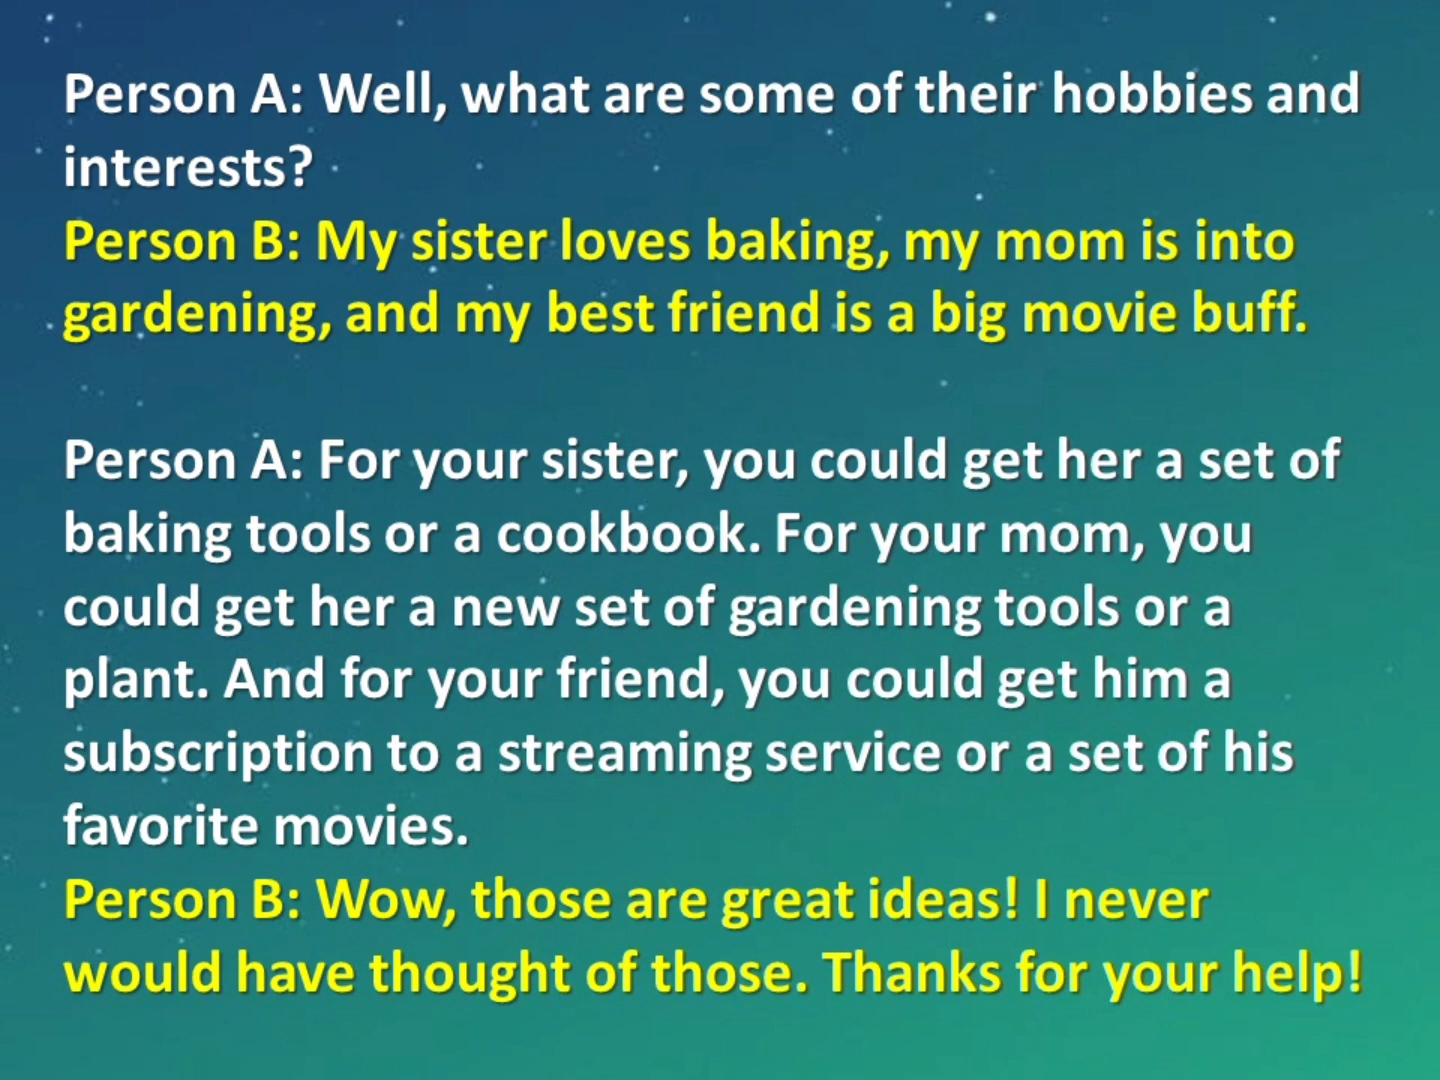 Person A: Well, what are some of their hobbies and
interests?
Person B: My sister loves baking, my mom is into
gardening, and my best friend is a big movie buff.
Person A: For your sister, you could get her a set of
baking tools or a cookbook. For your mom, you
could get her a new set of gardening tools or a
plant. And for your friend, you could get him a
subscription to a streaming service or a set of his
favorite movies.
Person B: Wow, those are great ideas! I never
would have thought of those. Thanks for your help!